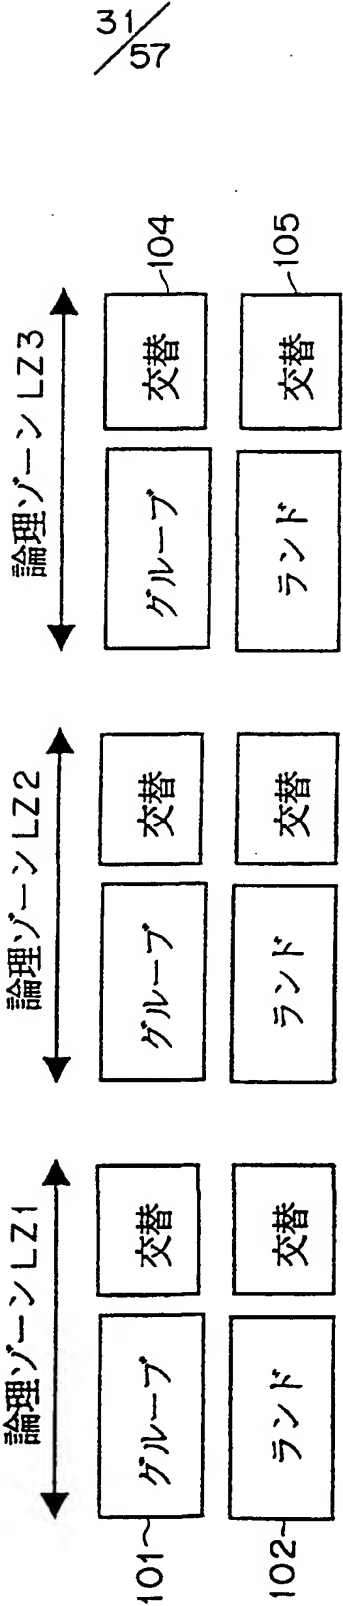 31/57
論理ゾーンLZ1
論理ゾーンLZ2
論理ゾーンLZ3
101
グループ
交替
グループ
交替
グループ
交替
104
102
ランド
交替
ランド
交替
ランド
交替
105